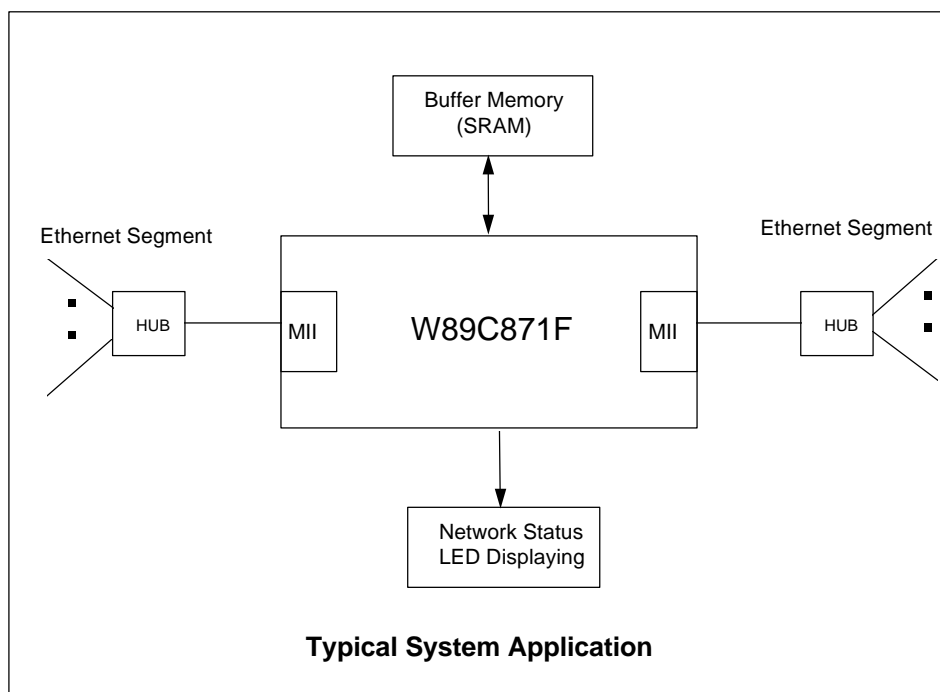 Buffer Memory
(SRAM)
Ethernet Segment
Ethernet Segment
HUB
MII
W89C871F
MII
HUB
Network Status
LED Displaying
Typical System Application